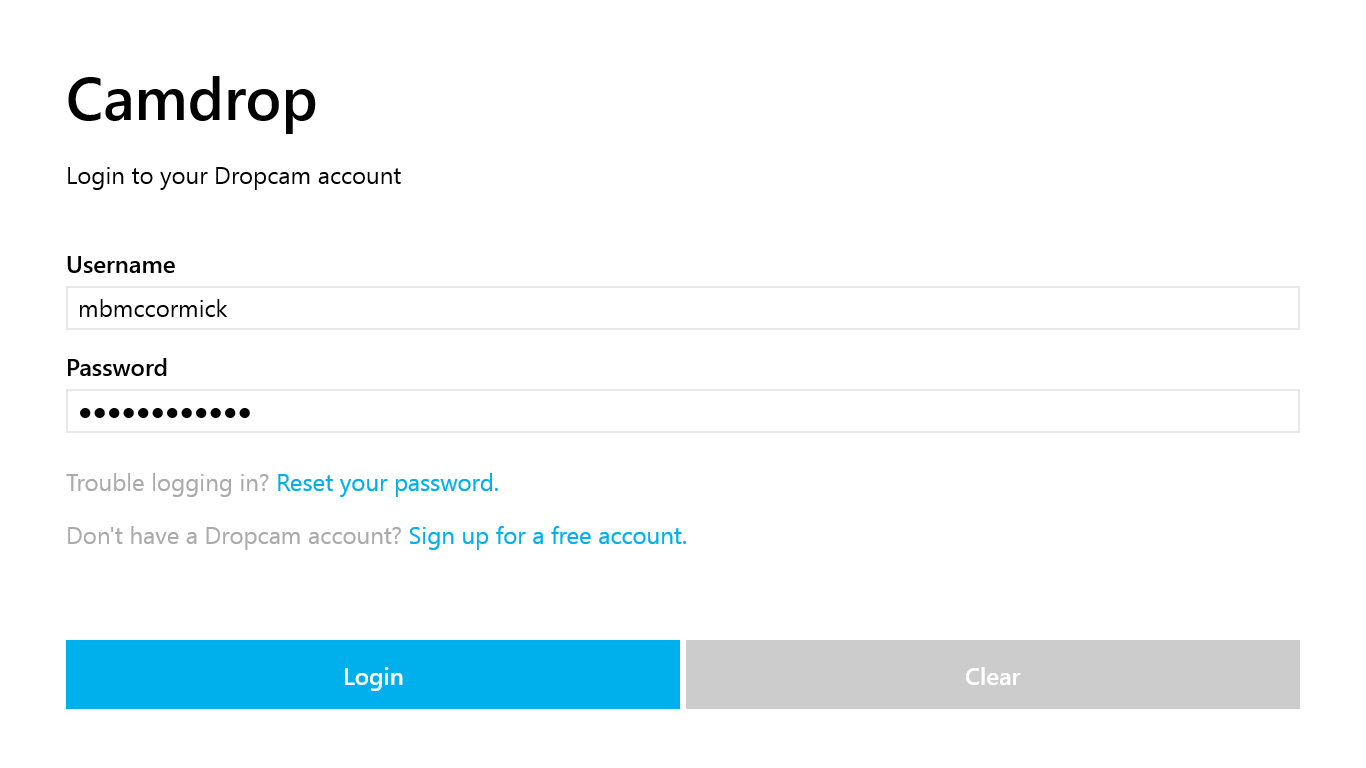 Camdrop
Login to your Dropcam account
Username
mbmccormick
Password
●●●●●●●●●●●●
Trouble logging in? Reset your password.
Don't have a Dropcam account? Sign up for a free account.
Login
Clear